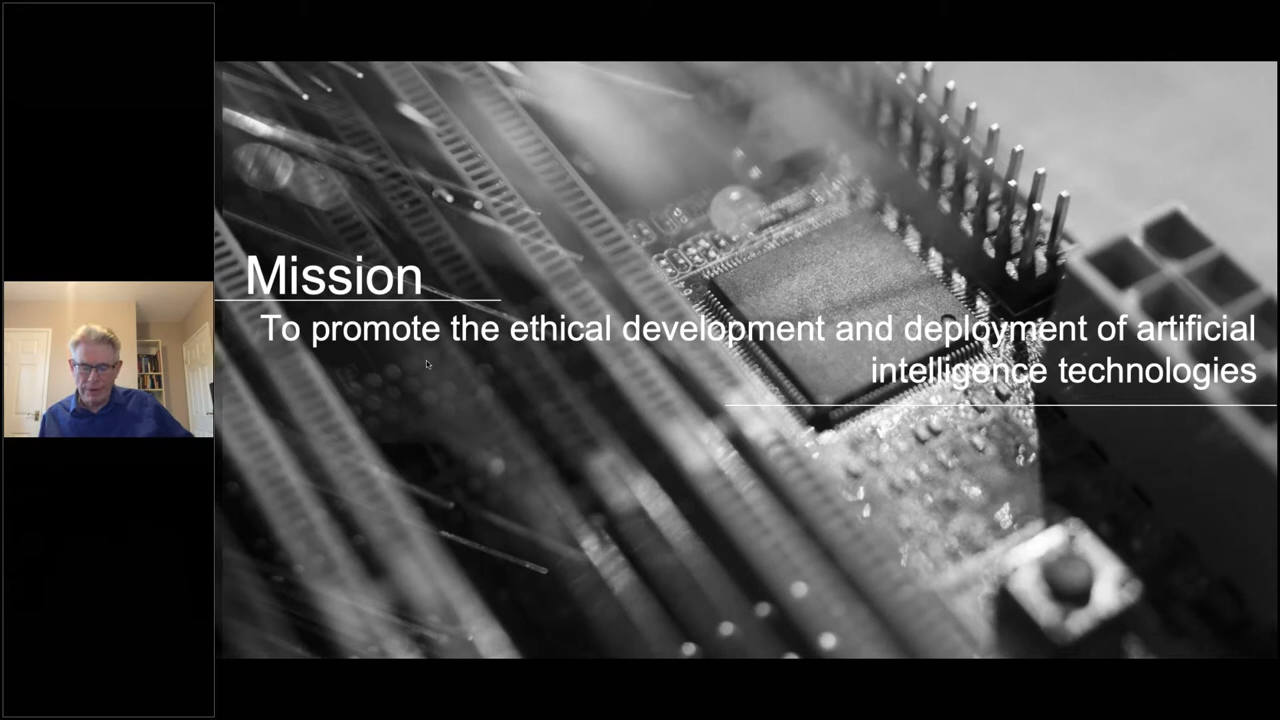 Mission
To promote the ethical development and deployment of artificial
intelligence technologies